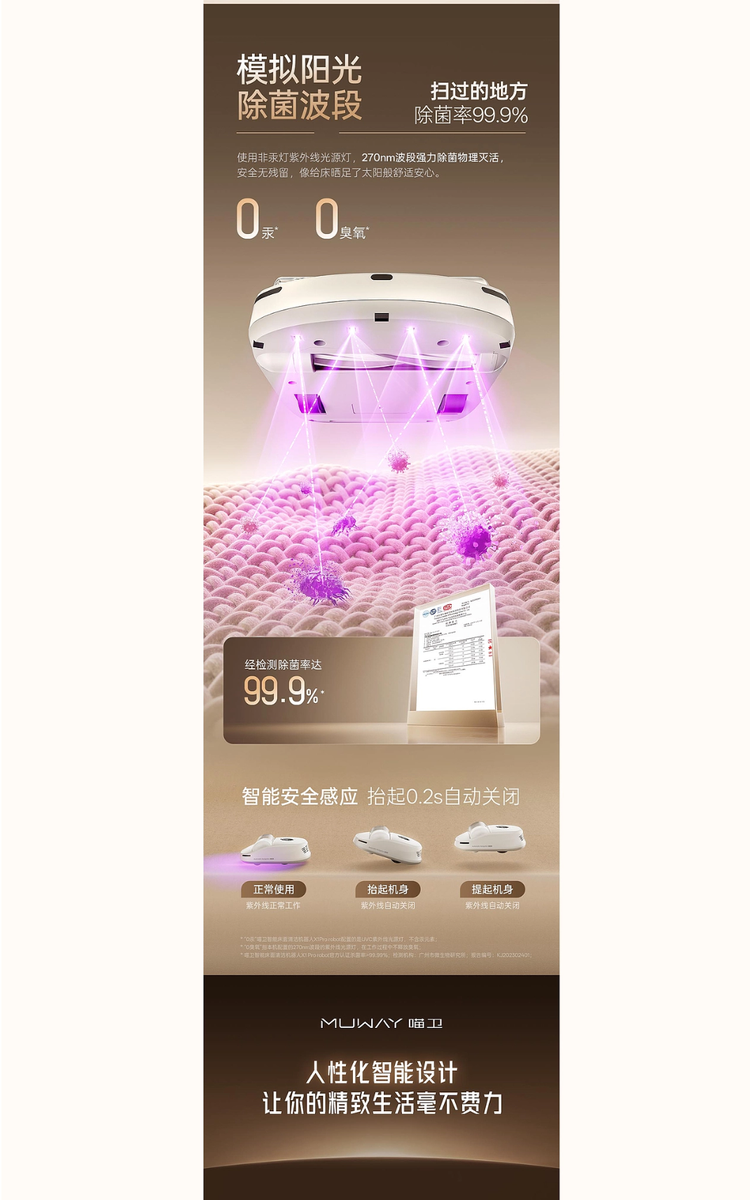 模拟阳光
除菌波段
扫过的地方
除菌率99.9%
使用非汞灯紫外线光源灯，270nm波段强力除菌物理灭活，
安全无残留，像给床晒足了太阳般舒适安心。
0汞*
0臭氧*
经检测除菌率达
99.9%*
智能安全感应 抬起0.2s自动关闭
正常使用
紫外线正常工作
抬起机身
紫外线自动关闭
提起机身
紫外线自动关闭
MUWAY 喵卫
人性化智能设计
让你的精致生活毫不费力